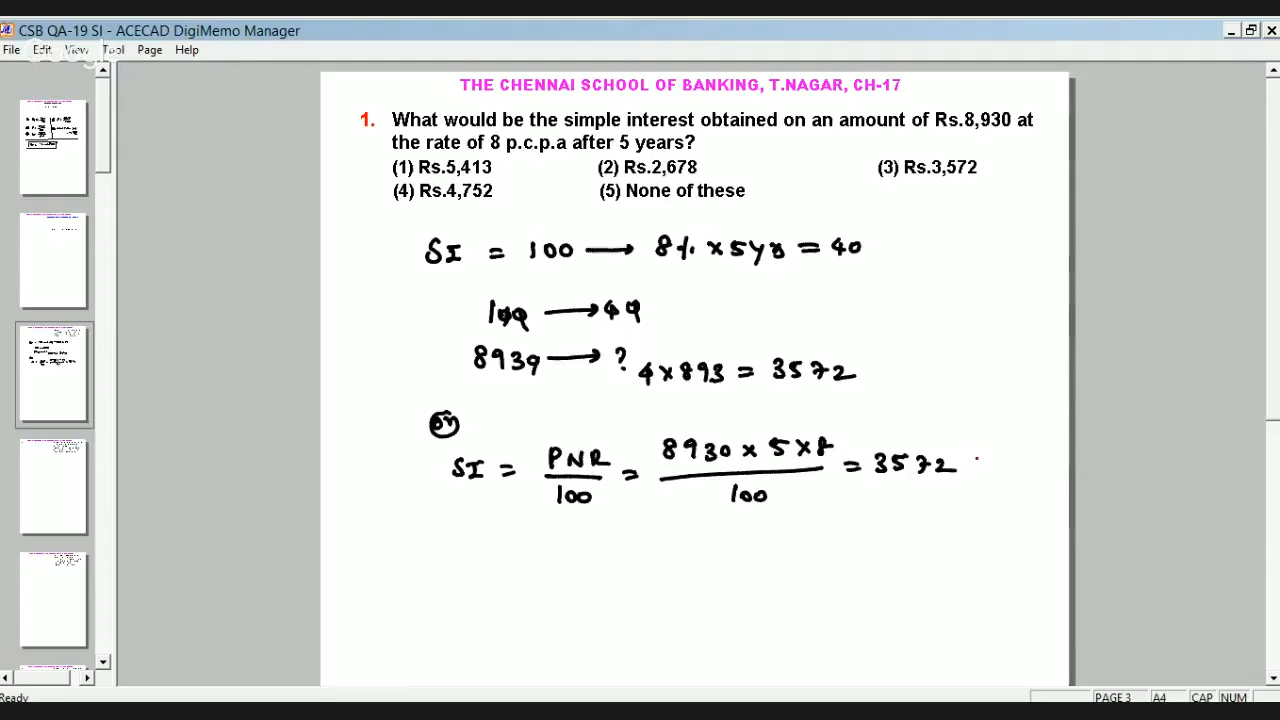 CSB QA-19 SI - ACECAD DigiMemo Manager
File Edit View Tool Page Help
Google
THE CHENNAI SCHOOL OF BANKING, T.NAGAR, CH-17
1. What would be the simple interest obtained on an amount of Rs.8,930 at
the rate of 8 p.c.p.a after 5 years?
(1) Rs.5,413 (2) Rs.2,678 (3) Rs.3,572
(4) Rs.4,752 (5) None of these
SI = 100 → 8% × 5 yrs = 40
100 → 40
8930 → ? 4 × 893 = 3572
or
SI = PNR/100 = 8930 × 5 × 8/100 = 3572
Ready PAGE 3 A4 CAP NUM